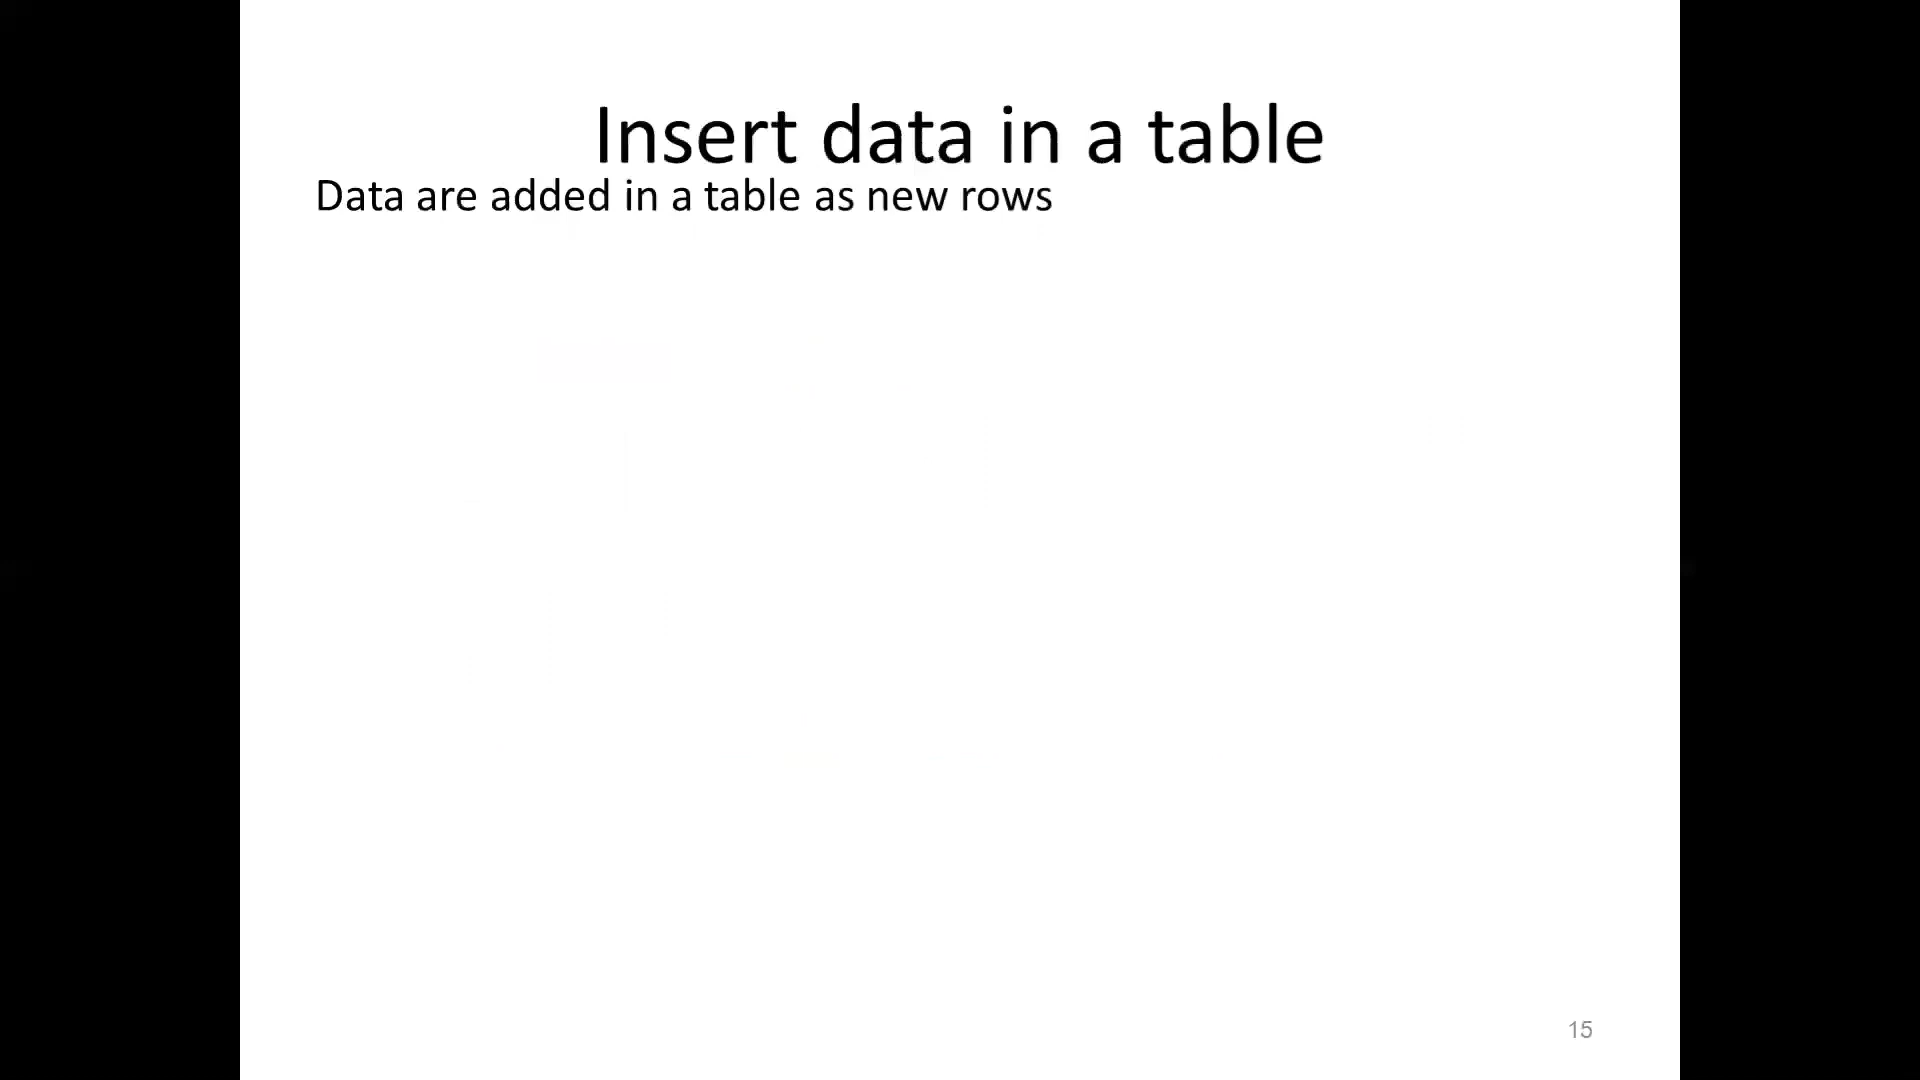 Insert data in a table
Data are added in a table as new rows
15